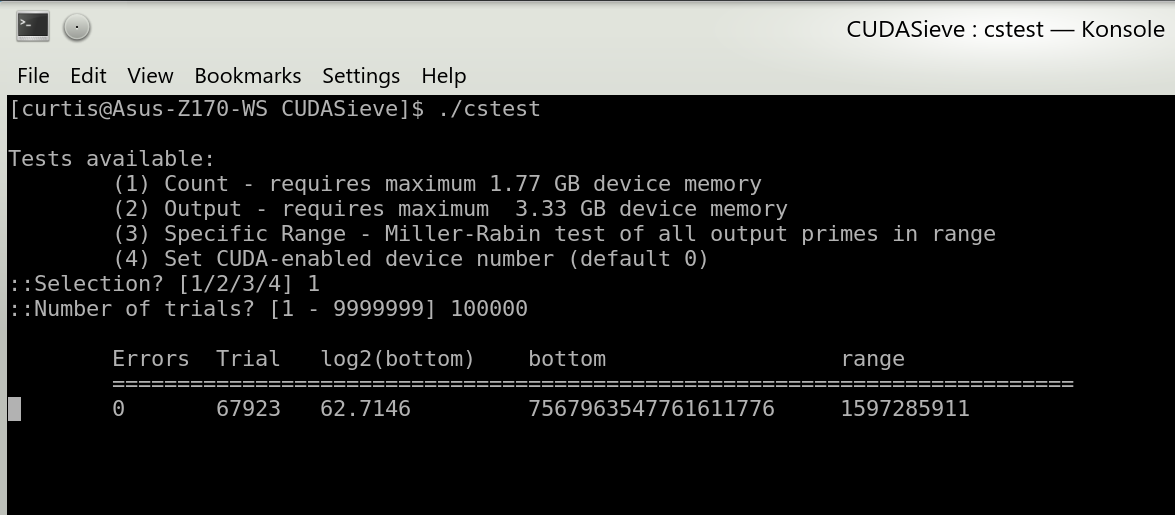 CUDASieve : cstest — Konsole
File Edit View Bookmarks Settings Help
[curtis@Asus-Z170-WS CUDASieve]$ ./cstest
Tests available:
(1) Count - requires maximum 1.77 GB device memory
(2) Output - requires maximum  3.33 GB device memory
(3) Specific Range - Miller-Rabin test of all output primes in range
(4) Set CUDA-enabled device number (default 0)
::Selection? [1/2/3/4] 1
::Number of trials? [1 - 9999999] 100000
Errors  Trial   log2(bottom)    bottom                  range
==========================================================================
0       67923   62.7146         7567963547761611776     1597285911